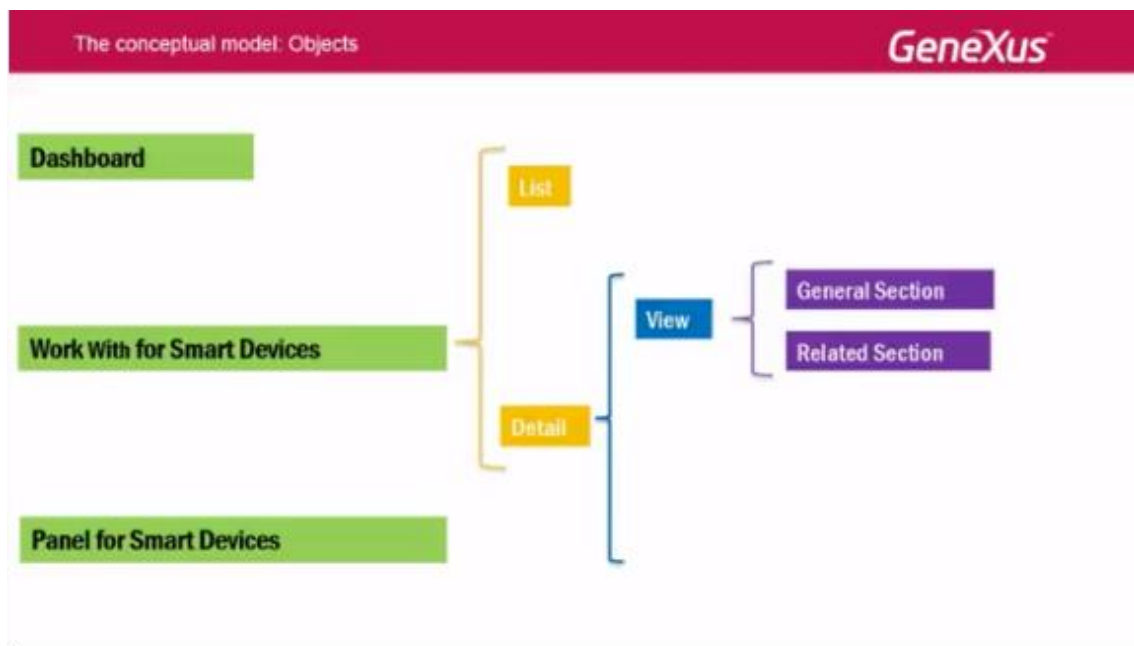 The conceptual model: Objects
GeneXus
Dashboard
List
General Section
View
Work With for Smart Devices
Related Section
Detail
Panel for Smart Devices